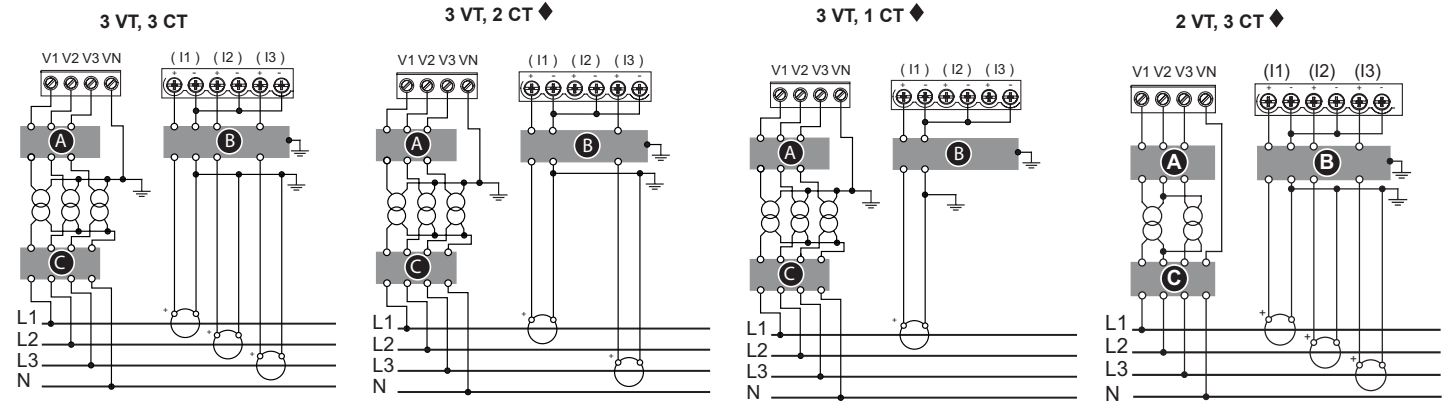 3 VT, 3 CT
V1 V2 V3 VN
( I1 ) ( I2 ) ( I3 )
+ - + - + -
A
B
C
+
+
+
L1
L2
L3
N
3 VT, 2 CT ♦
V1 V2 V3 VN
( I1 ) ( I2 ) ( I3 )
+ - + - + -
A
B
C
+
+
L1
L2
L3
N
3 VT, 1 CT ♦
V1 V2 V3 VN
( I1 ) ( I2 ) ( I3 )
+ - + - + -
A
B
C
+
L1
L2
L3
N
2 VT, 3 CT ♦
V1 V2 V3 VN
(I1) (I2) (I3)
+ - + - + -
A
B
C
+
+
+
L1
L2
L3
N